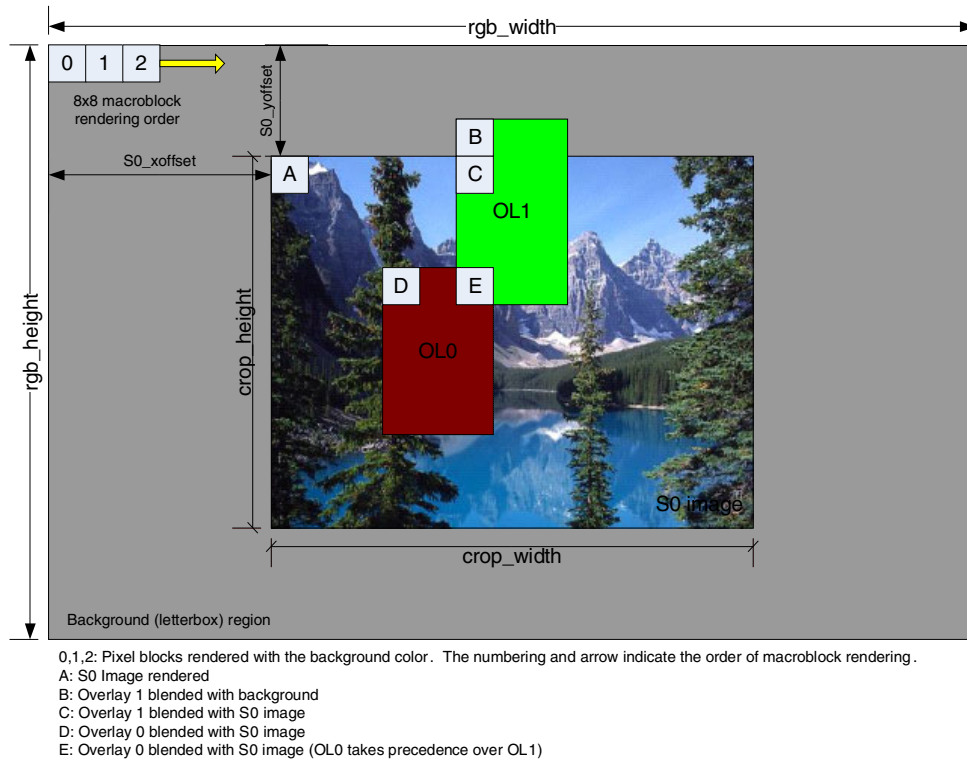 rgb_width
0 1 2
8x8 macroblock
rendering order
S0_yoffset
S0_xoffset
A
B
C
OL1
D
E
OL0
rgb_height
crop_height
S0 image
crop_width
Background (letterbox) region
0,1,2: Pixel blocks rendered with the background color. The numbering and arrow indicate the order of macroblock rendering.
A: S0 Image rendered
B: Overlay 1 blended with background
C: Overlay 1 blended with S0 image
D: Overlay 0 blended with S0 image
E: Overlay 0 blended with S0 image (OL0 takes precedence over OL1)